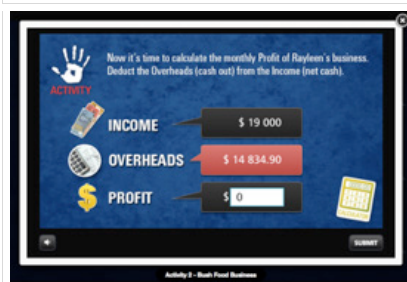 Now it's time to calculate the monthly Profit of Rayleen's business.
Deduct the Overheads (cash out) from the Income (net cash).
ACTIVITY
INCOME
$ 19 000
OVERHEADS
$ 14 834.90
PROFIT
$ 0
SUBMIT
Activity 2 - Bush Food Business